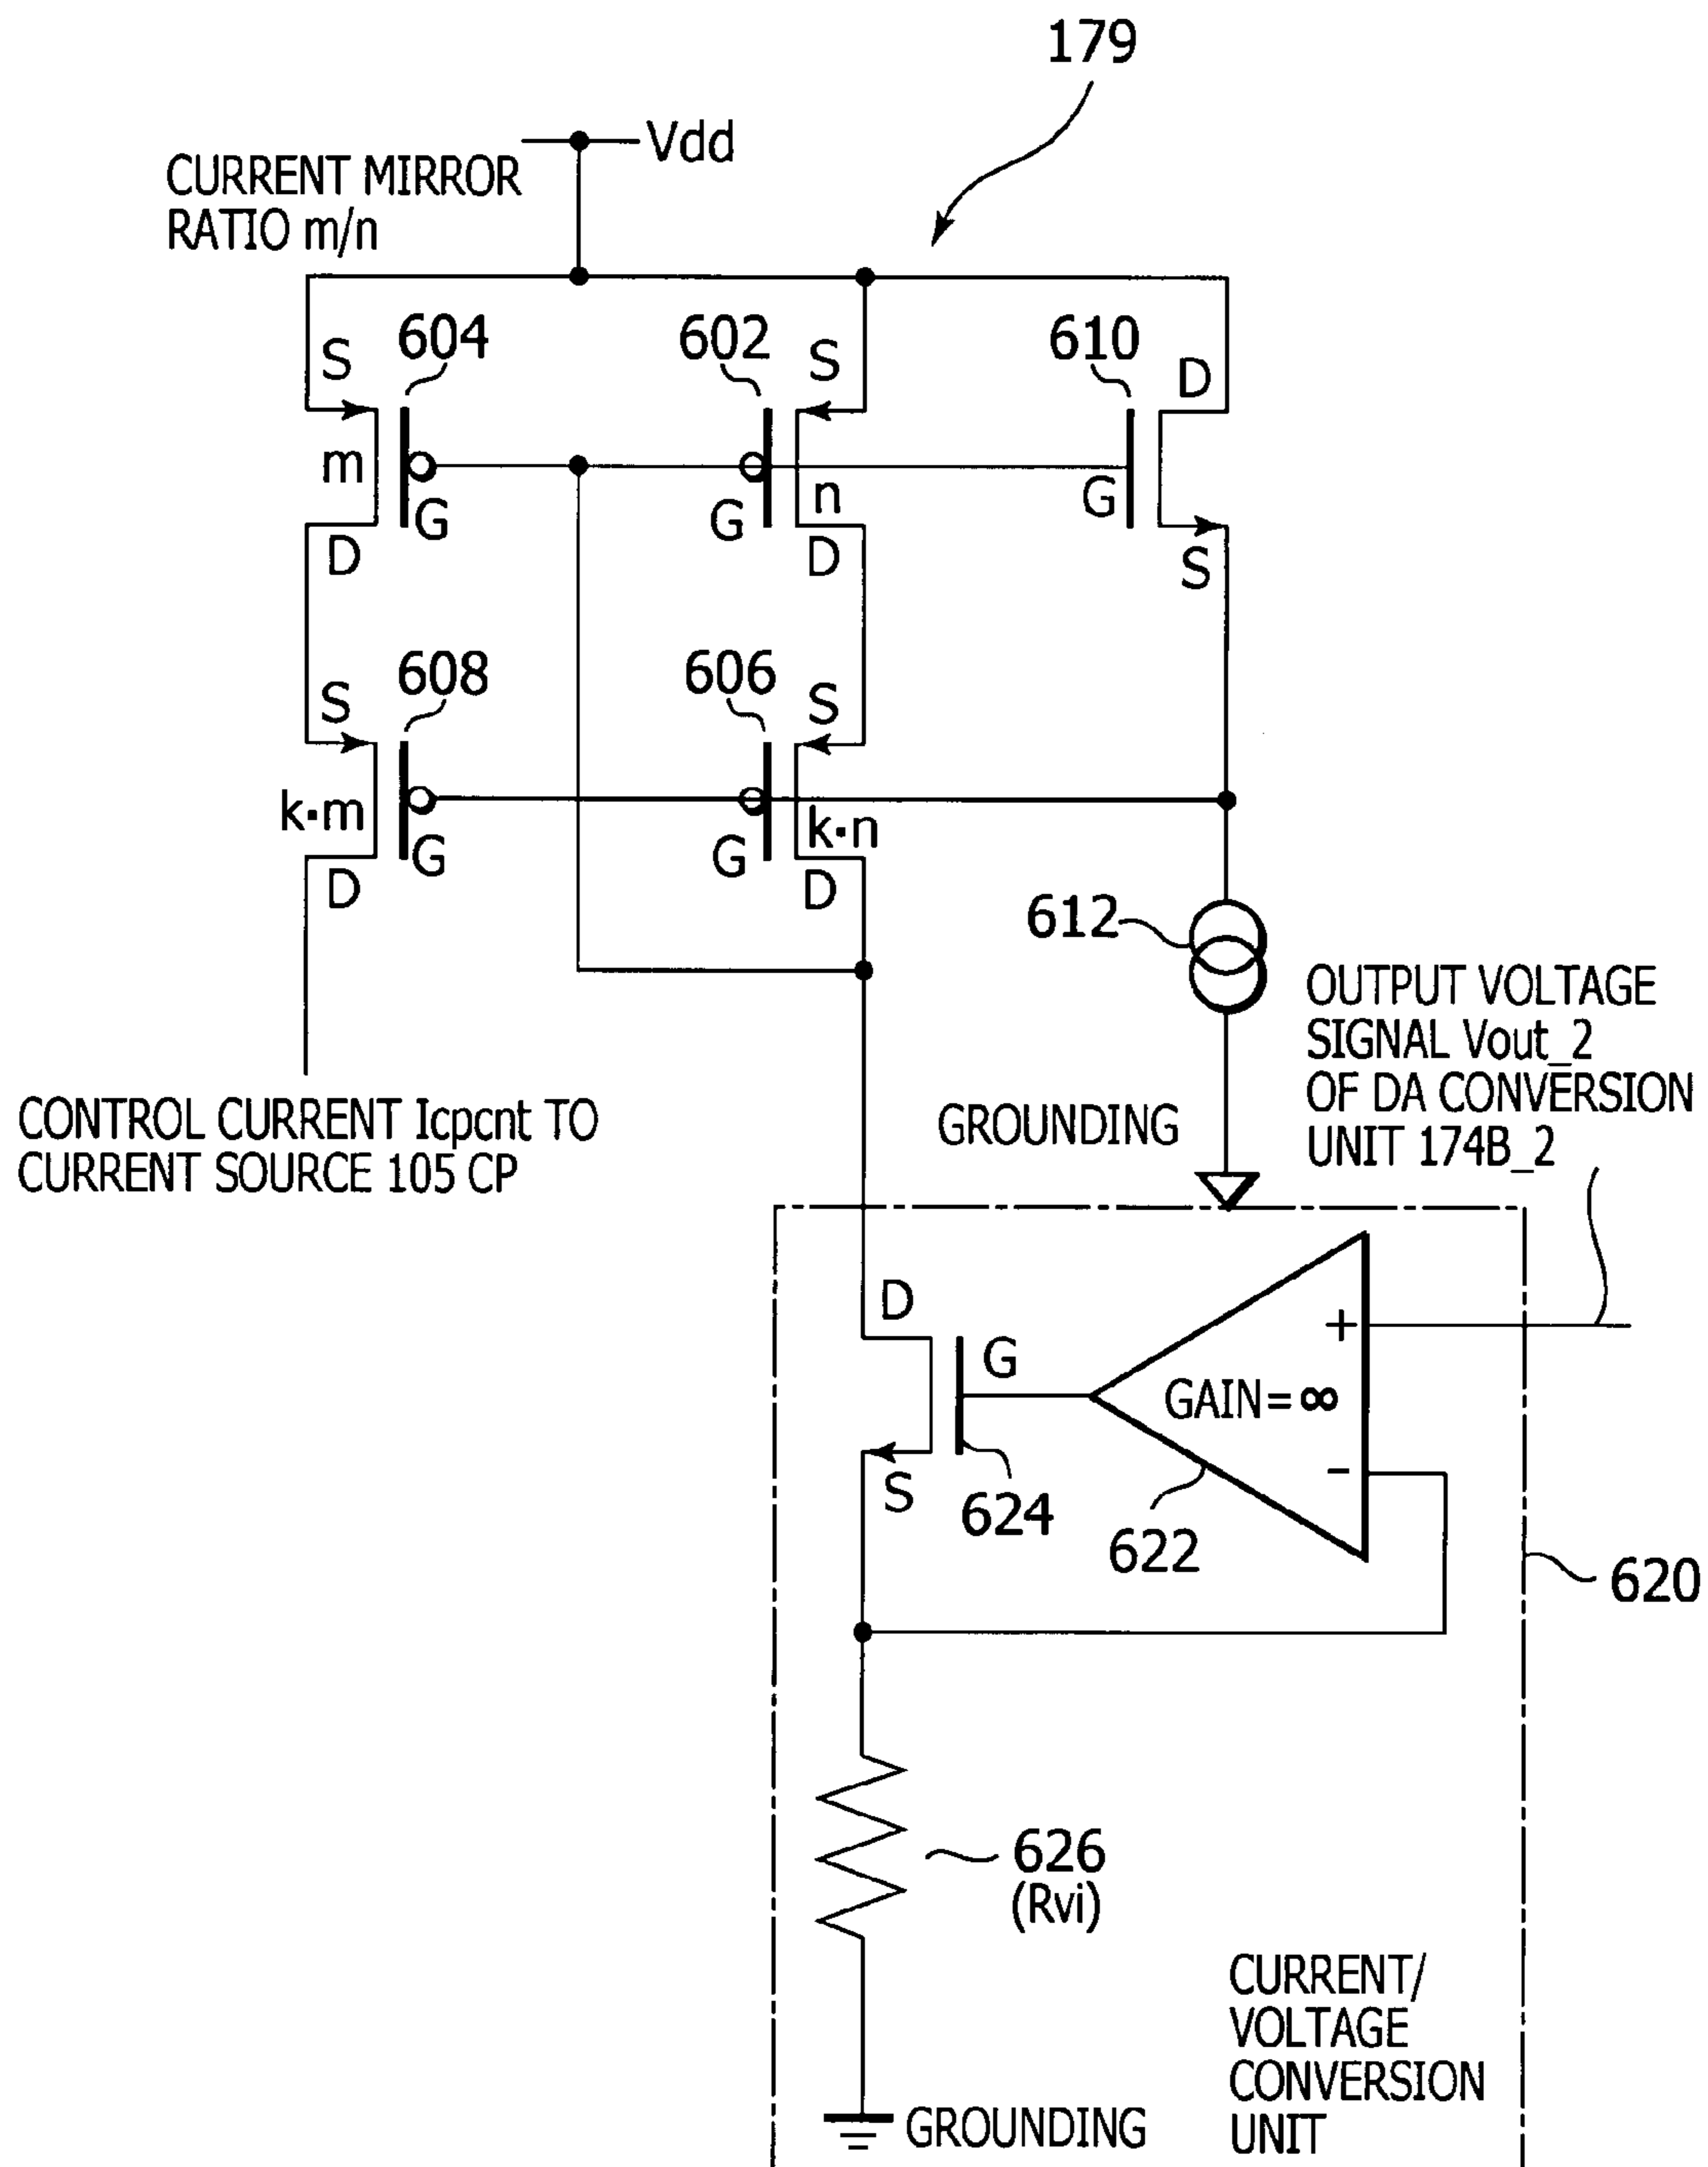 179
Vdd
CURRENT MIRROR
RATIO m/n
604
602
610
S
S
D
m
G
n
G
G
D
D
S
608
606
S
S
k·m
G
k·n
G
D
D
612
OUTPUT VOLTAGE
SIGNAL Vout_2
OF DA CONVERSION
UNIT 174B_2
CONTROL CURRENT Icpcnt TO
CURRENT SOURCE 105 CP
GROUNDING
D
G
+
GAIN=∞
-
S
624
622
620
626
(Rvi)
CURRENT/
VOLTAGE
CONVERSION
UNIT
GROUNDING